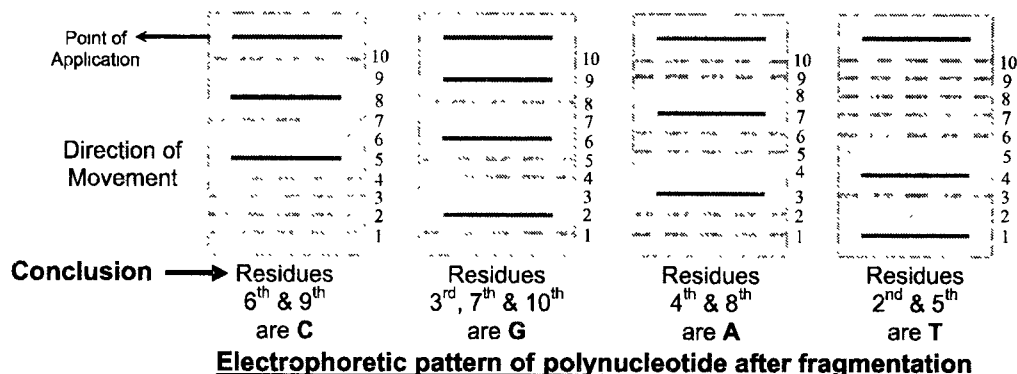 Point of
Application
10
9
8
7
6
5
4
3
2
1
10
9
8
7
6
5
4
3
2
1
10
9
8
7
6
5
4
3
2
1
10
9
8
7
6
5
4
3
2
1
Direction of
Movement
Conclusion
Residues
6th & 9th
are C
Residues
3rd, 7th & 10th
are G
Residues
4th & 8th
are A
Residues
2nd & 5th
are T
Electrophoretic pattern of polynucleotide after fragmentation